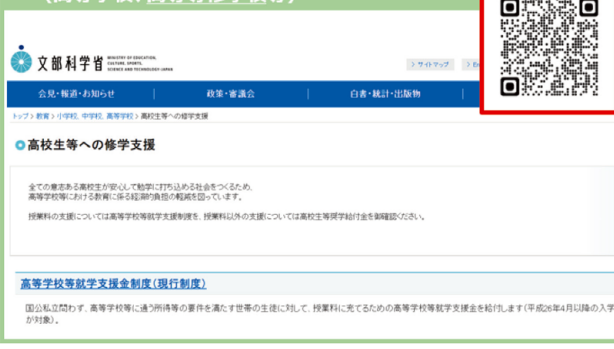 (高等学校、高等専修学校等)
文部科学省
MINISTRY OF EDUCATION,
CULTURE, SPORTS,
SCIENCE AND TECHNOLOGY-JAPAN
> サイトマップ > En
会見・報道・お知らせ 政策・審議会 白書・統計・出版物
トップ > 教育 > 小学校、中学校、高等学校 > 高校生等への修学支援
高校生等への修学支援
全ての意志ある高校生が安心して勉学に打ち込める社会をつくるため、
高等学校等における教育に係る経済的負担の軽減を図っています。
授業料の支援については高等学校等就学支援制度を、授業料以外の支援については高校生等奨学給付金を御確認ください。
高等学校等就学支援金制度(現行制度)
国公私立問わず、高等学校等に通う所得等の要件を満たす世帯の生徒に対して、授業料に充てるための高等学校等就学支援金を給付します(平成26年4月以降の入学
が対象)。